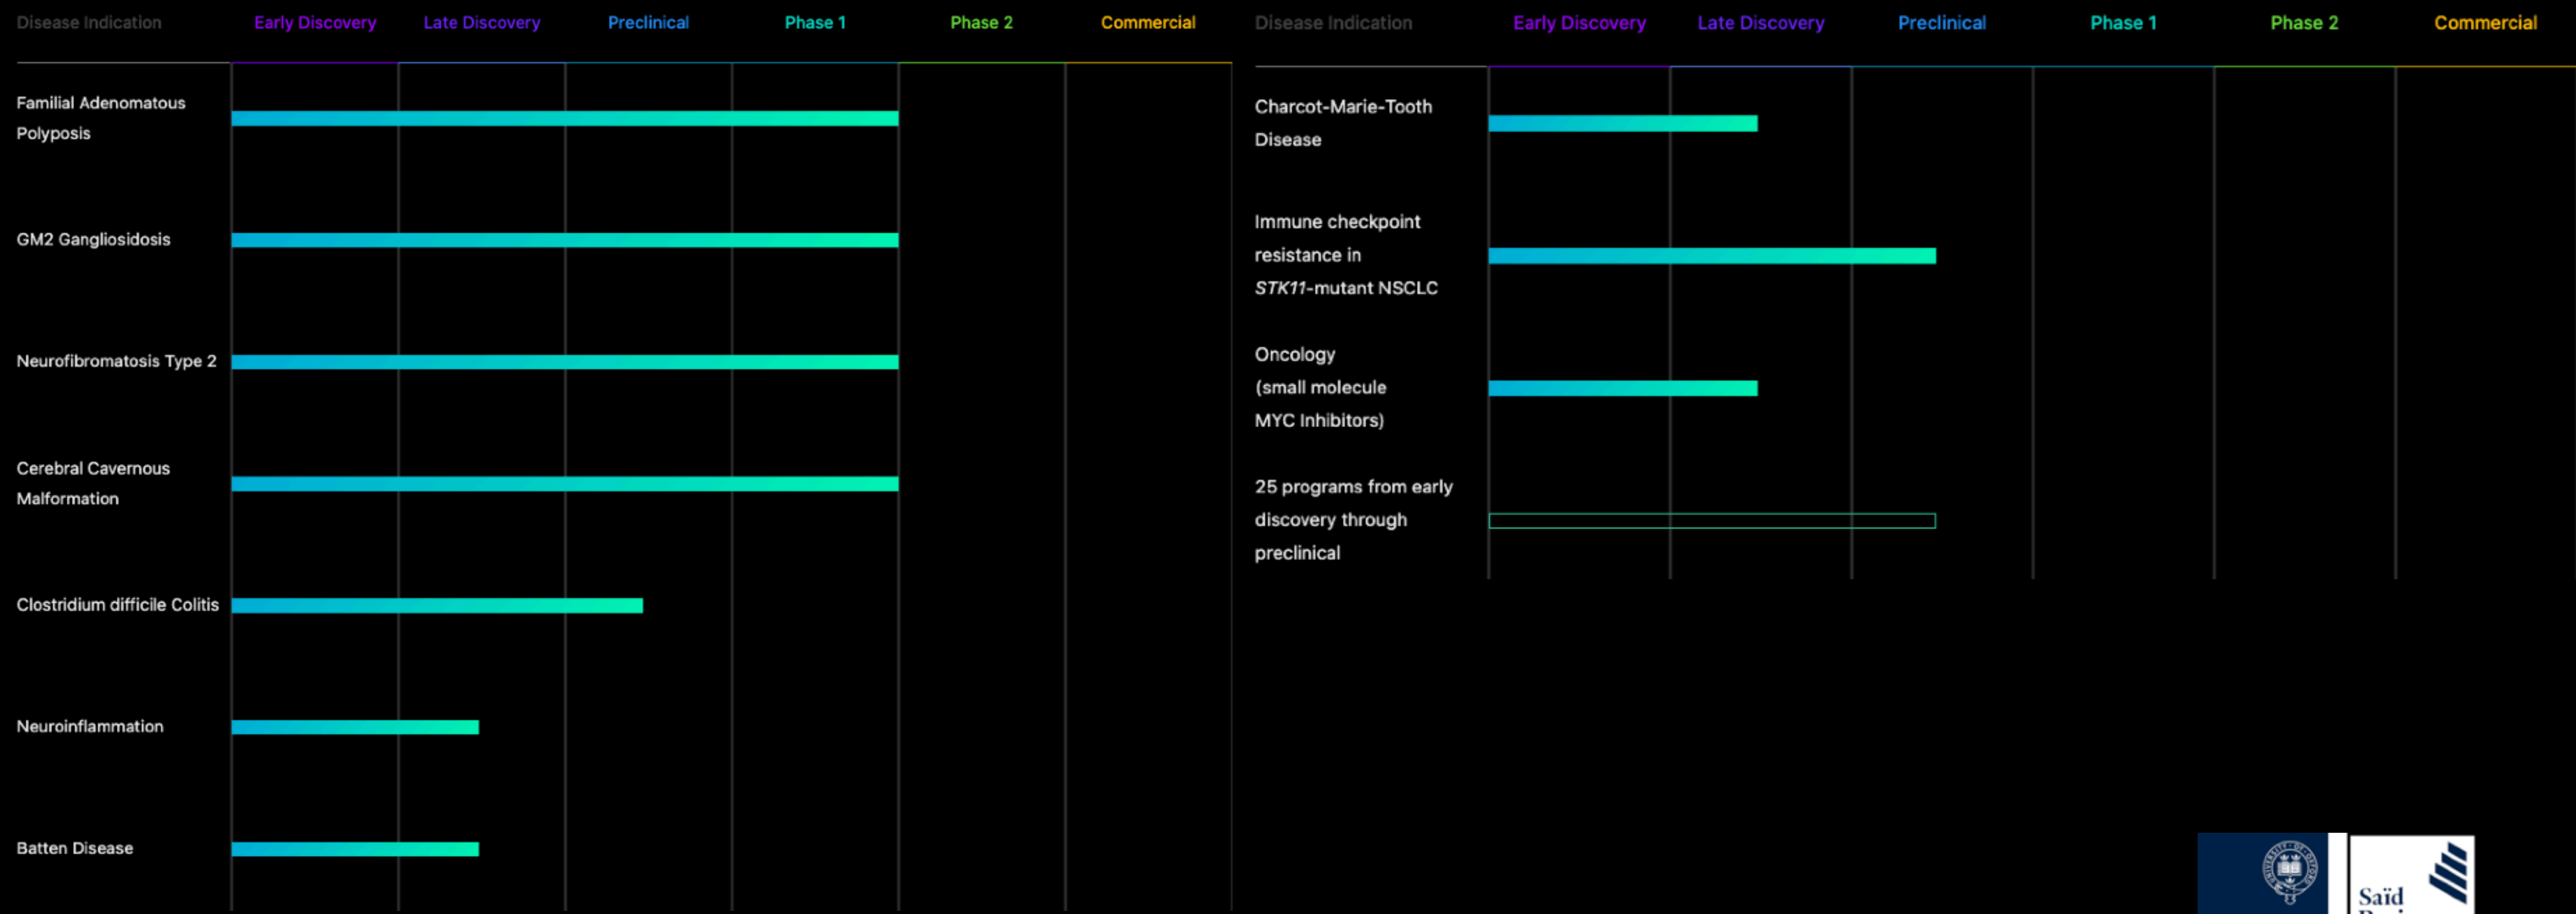 Disease Indication Early Discovery Late Discovery Preclinical Phase 1 Phase 2 Commercial
Familial Adenomatous
Polyposis
GM2 Gangliosidosis
Neurofibromatosis Type 2
Cerebral Cavernous
Malformation
Clostridium difficile Colitis
Neuroinflammation
Batten Disease
Disease Indication Early Discovery Late Discovery Preclinical Phase 1 Phase 2 Commercial
Charcot-Marie-Tooth
Disease
Immune checkpoint
resistance in
STK11-mutant NSCLC
Oncology
(small molecule
MYC Inhibitors)
25 programs from early
discovery through
preclinical
UNIVERSITY OF OXFORD
Saïd